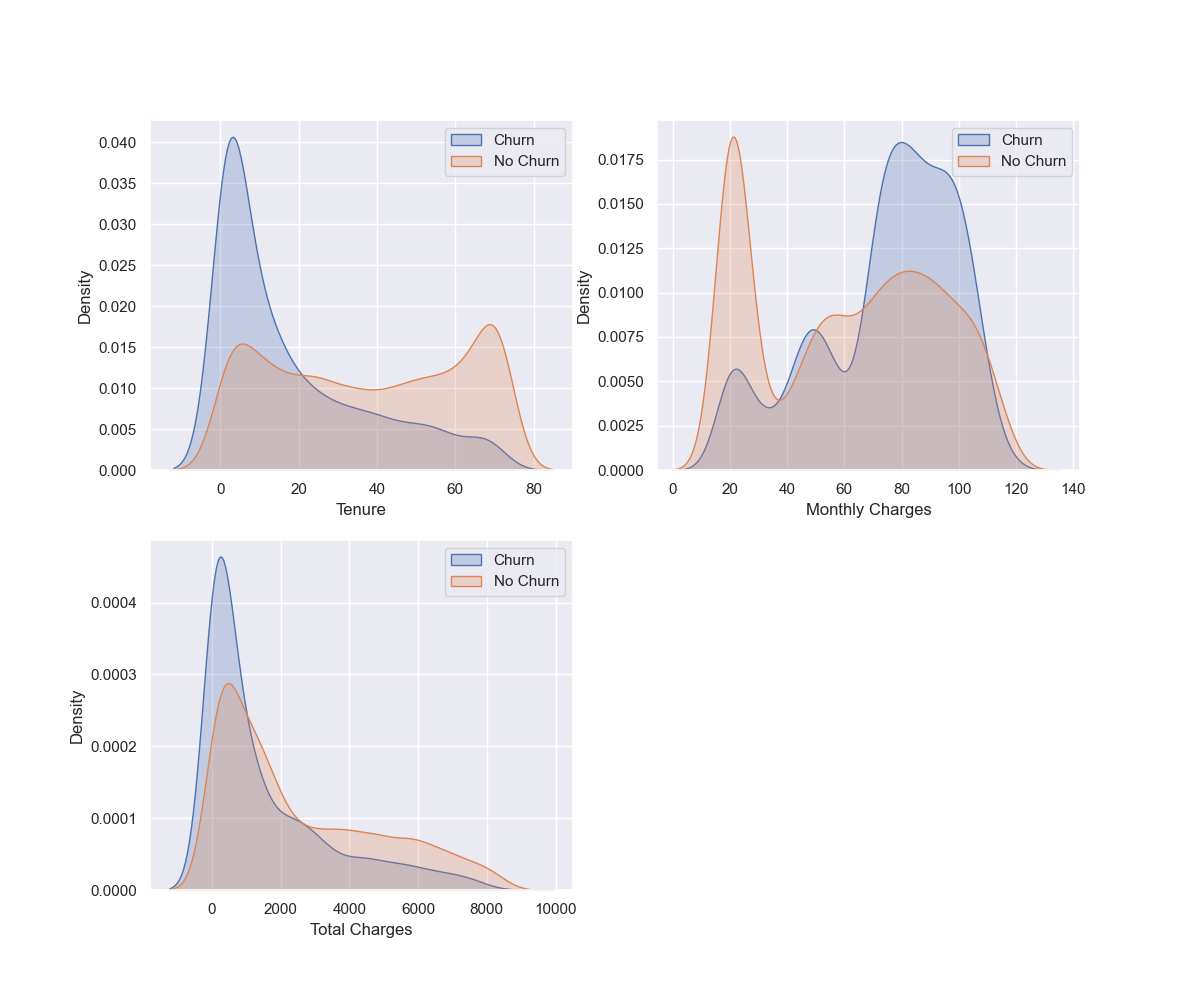 Density
0.040
0.035
0.030
0.025
0.020
0.015
0.010
0.005
0.000
Churn
No Churn
0 20 40 60 80
Tenure
Density
0.0175
0.0150
0.0125
0.0100
0.0075
0.0050
0.0025
0.0000
Churn
No Churn
0 20 40 60 80 100 120 140
Monthly Charges
Density
0.0004
0.0003
0.0002
0.0001
0.0000
Churn
No Churn
0 2000 4000 6000 8000 10000
Total Charges